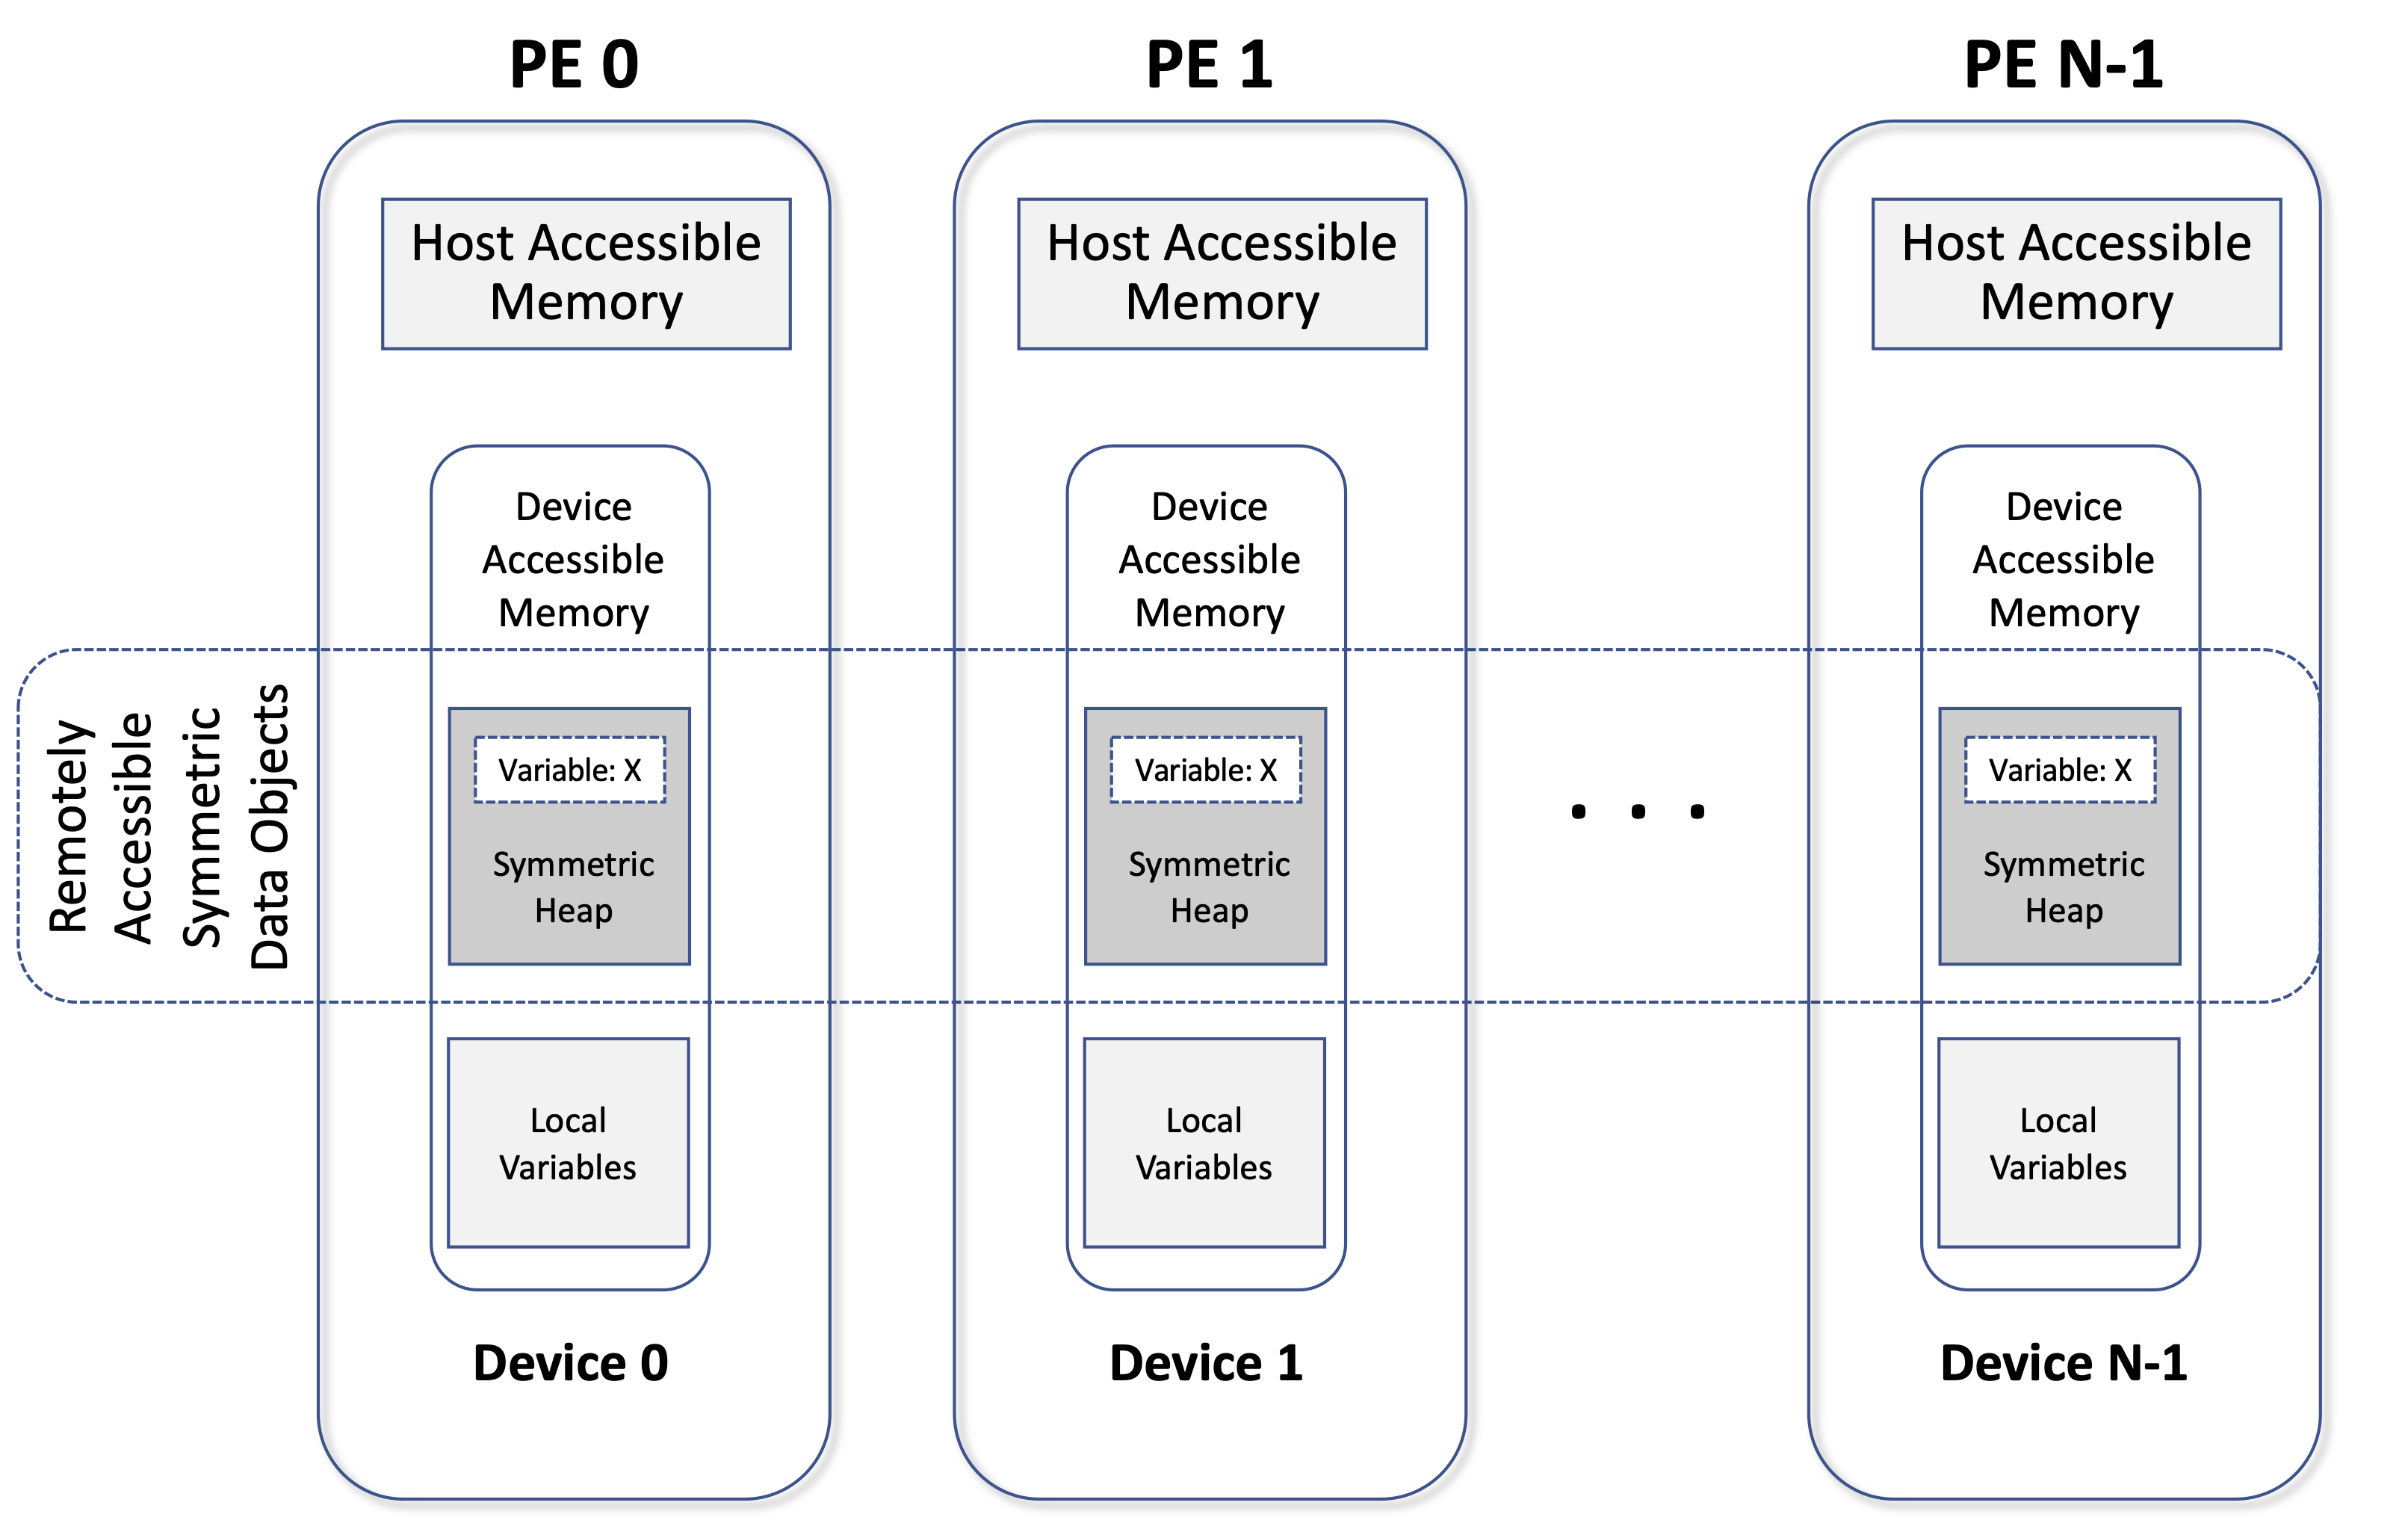 PE 0
PE 1
PE N-1
Host Accessible
Memory
Host Accessible
Memory
Host Accessible
Memory
Device
Accessible
Memory
Device
Accessible
Memory
Device
Accessible
Memory
Remotely
Accessible
Symmetric
Data Objects
Variable: X
Symmetric
Heap
Variable: X
Symmetric
Heap
. . .
Variable: X
Symmetric
Heap
Local
Variables
Local
Variables
Local
Variables
Device 0
Device 1
Device N-1